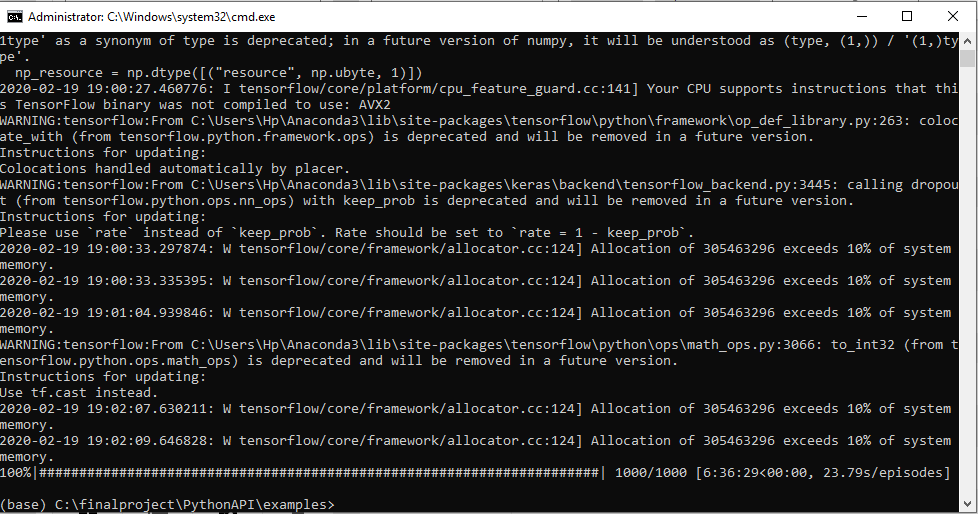 Administrator: C:\Windows\system32\cmd.exe
1type' as a synonym of type is deprecated; in a future version of numpy, it will be understood as (type, (1,)) / '(1,)ty
pe'.
  np_resource = np.dtype([("resource", np.ubyte, 1)])
2020-02-19 19:00:27.460776: I tensorflow/core/platform/cpu_feature_guard.cc:141] Your CPU supports instructions that thi
s TensorFlow binary was not compiled to use: AVX2
WARNING:tensorflow:From C:\Users\Hp\Anaconda3\lib\site-packages\tensorflow\python\framework\op_def_library.py:263: coloc
ate_with (from tensorflow.python.framework.ops) is deprecated and will be removed in a future version.
Instructions for updating:
Colocations handled automatically by placer.
WARNING:tensorflow:From C:\Users\Hp\Anaconda3\lib\site-packages\keras\backend\tensorflow_backend.py:3445: calling dropou
t (from tensorflow.python.ops.nn_ops) with keep_prob is deprecated and will be removed in a future version.
Instructions for updating:
Please use `rate` instead of `keep_prob`. Rate should be set to `rate = 1 - keep_prob`.
2020-02-19 19:00:33.297874: W tensorflow/core/framework/allocator.cc:124] Allocation of 305463296 exceeds 10% of system
memory.
2020-02-19 19:00:33.335395: W tensorflow/core/framework/allocator.cc:124] Allocation of 305463296 exceeds 10% of system
memory.
2020-02-19 19:01:04.939846: W tensorflow/core/framework/allocator.cc:124] Allocation of 305463296 exceeds 10% of system
memory.
WARNING:tensorflow:From C:\Users\Hp\Anaconda3\lib\site-packages\tensorflow\python\ops\math_ops.py:3066: to_int32 (from t
ensorflow.python.ops.math_ops) is deprecated and will be removed in a future version.
Instructions for updating:
Use tf.cast instead.
2020-02-19 19:02:07.630211: W tensorflow/core/framework/allocator.cc:124] Allocation of 305463296 exceeds 10% of system
memory.
2020-02-19 19:02:09.646828: W tensorflow/core/framework/allocator.cc:124] Allocation of 305463296 exceeds 10% of system
memory.
100%|######################################################################| 1000/1000 [6:36:29<00:00, 23.79s/episodes]
(base) C:\finalproject\PythonAPI\examples>